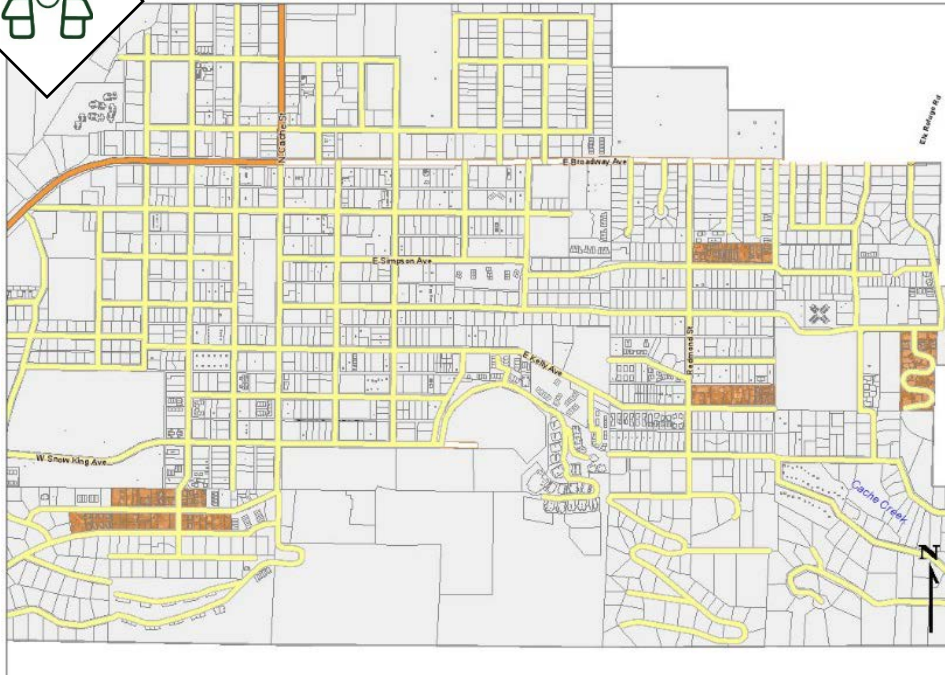 Elk Refuge Rd
N Cache St
E Broadway Ave
E Simpson Ave
Redmond St
E Kelly Ave
W Snow King Ave
Cache Creek
N